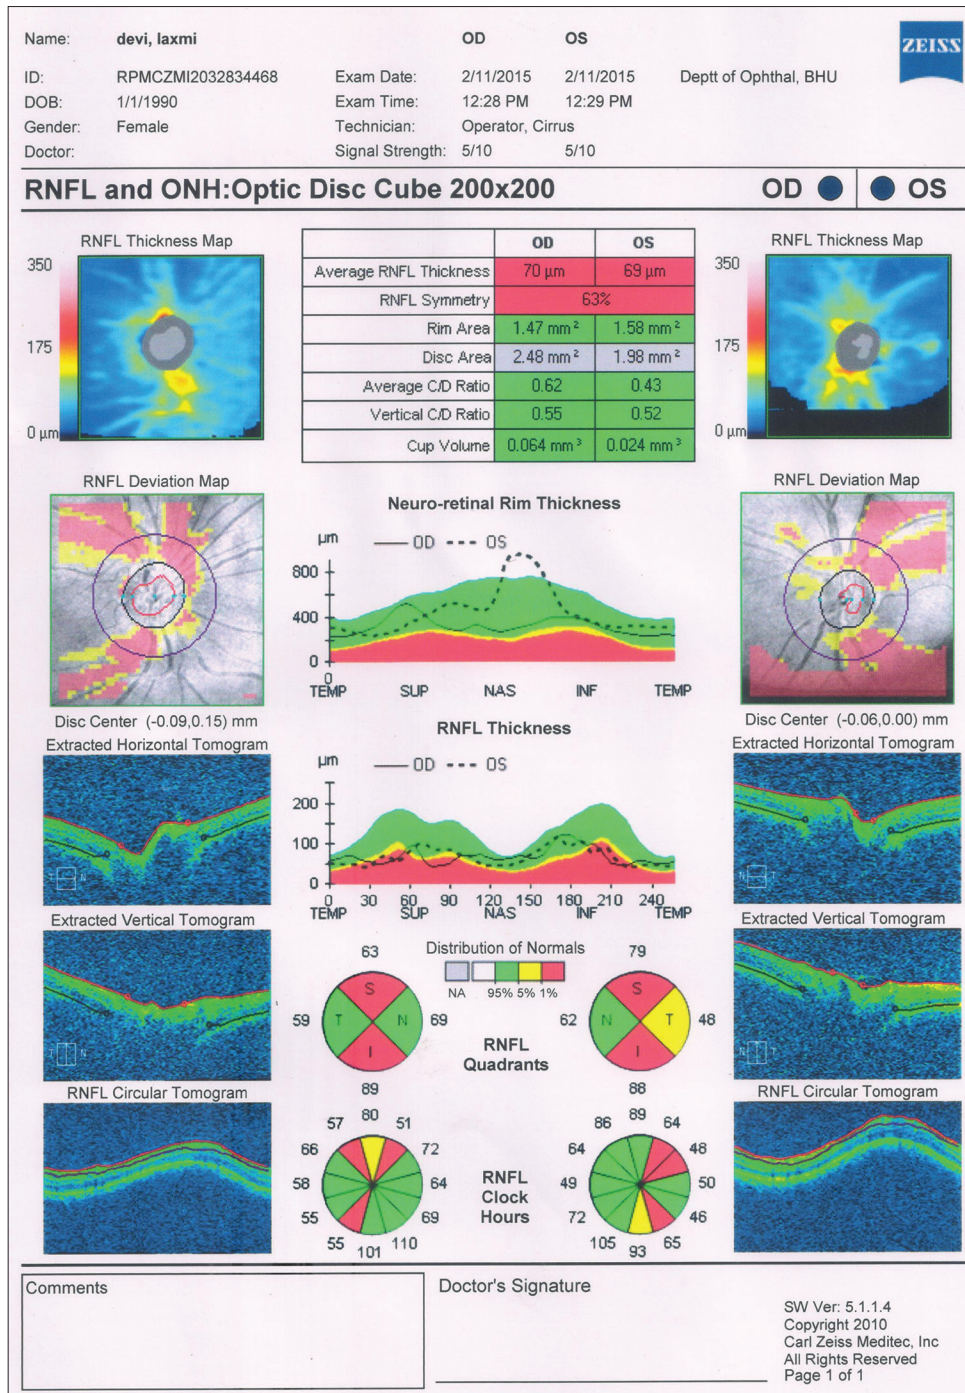 Name: devi, laxmi OD OS
ZEISS
ID: RPMCZMI2032834468 Exam Date: 2/11/2015 2/11/2015 Deptt of Ophthal, BHU
DOB: 1/1/1990 Exam Time: 12:28 PM 12:29 PM
Gender: Female Technician: Operator, Cirrus
Doctor: Signal Strength: 5/10 5/10
RNFL and ONH:Optic Disc Cube 200x200 OD OS
RNFL Thickness Map
350
175
0 µm
OD OS
Average RNFL Thickness 70 µm 69 µm
RNFL Symmetry 63%
Rim Area 1.47 mm² 1.58 mm²
Disc Area 2.48 mm² 1.98 mm²
Average C/D Ratio 0.62 0.43
Vertical C/D Ratio 0.55 0.52
Cup Volume 0.064 mm³ 0.024 mm³
RNFL Thickness Map
350
175
0 µm
RNFL Deviation Map
Disc Center (-0.09,0.15) mm
Neuro-retinal Rim Thickness
µm OD OS
800
400
0
0
TEMP SUP NAS INF TEMP
RNFL Deviation Map
Disc Center (-0.06,0.00) mm
Extracted Horizontal Tomogram
T N
RNFL Thickness
µm OD OS
200
100
0
0 30 60 90 120 150 180 210 240
TEMP SUP NAS INF TEMP
Extracted Horizontal Tomogram
N T
Extracted Vertical Tomogram
T N
Distribution of Normals
NA 95% 5% 1%
63
59 S T N I 69
89
RNFL
Quadrants
79
62 S N T I 48
88
Extracted Vertical Tomogram
N T
RNFL Circular Tomogram
80
57 51
66 72
58 64
55 69
55 110
101
RNFL
Clock
Hours
89
86 64
64 48
49 50
72 46
105 65
93
RNFL Circular Tomogram
Comments
Doctor's Signature
SW Ver: 5.1.1.4
Copyright 2010
Carl Zeiss Meditec, Inc
All Rights Reserved
Page 1 of 1